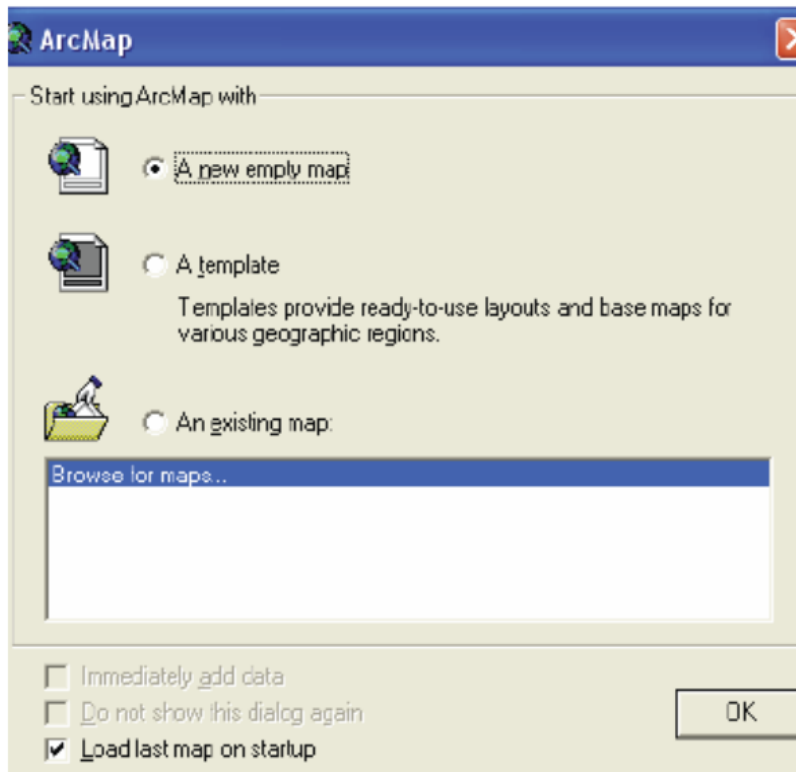 ArcMap
Start using ArcMap with
A new empty map
A template
Templates provide ready-to-use layouts and base maps for
various geographic regions.
An existing map:
Browse for maps...
Immediately add data
Do not show this dialog again
OK
Load last map on startup